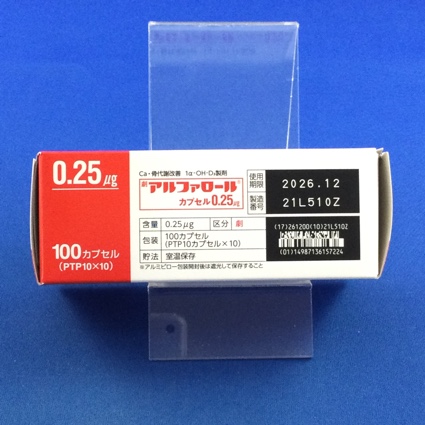 0.25μg
100カプセル
(PTP10×10)
Ca・骨代謝改善 1α-OH-D₃製剤
劇 アルファロール®
カプセル0.25μg
含量 0.25μg 区分 劇
包装 100カプセル
(PTP10カプセル×10)
貯法 室温保存
※アルミピロー包装開封後は遮光して保存すること
使用
期限 2026.12
製造
番号 21L510Z
(17)261200(10)21L510Z
(01)14987136157224